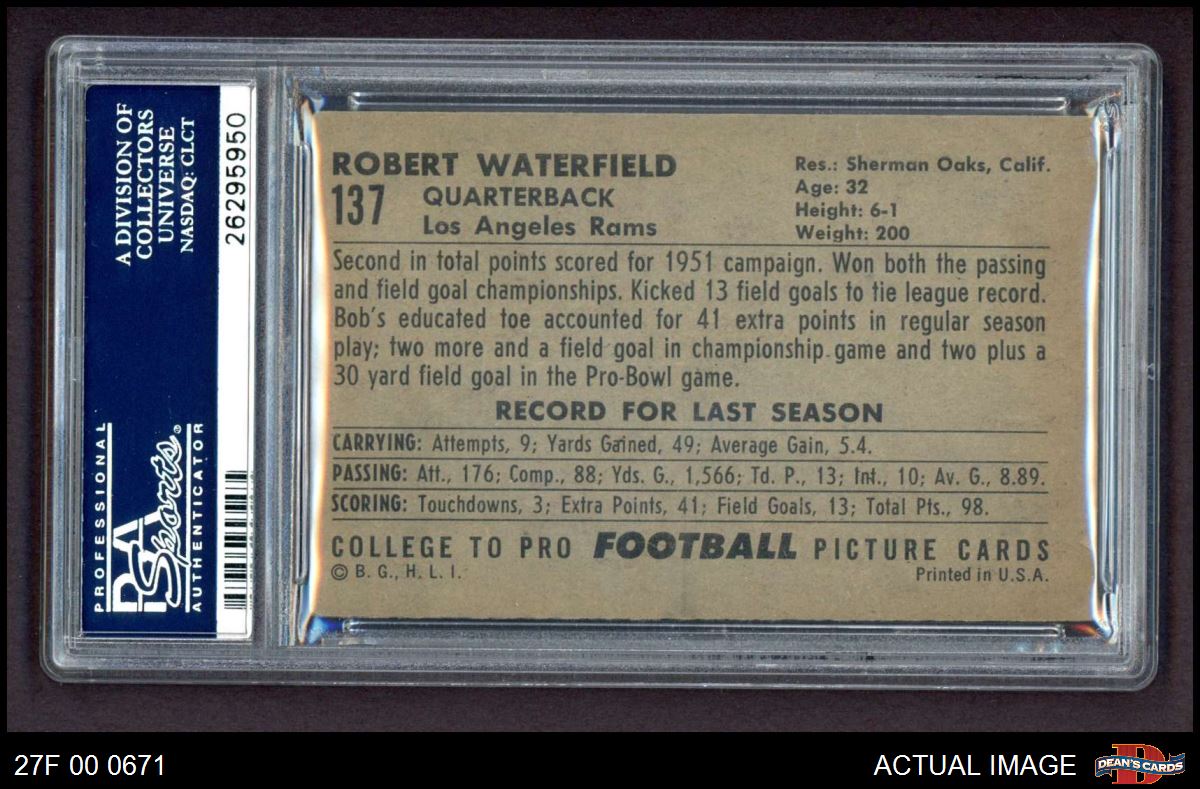 A DIVISION OF
COLLECTORS
UNIVERSE
NASDAQ: CLCT
26295950
PROFESSIONAL
PSA
Sports®
AUTHENTICATOR
ROBERT WATERFIELD
137
QUARTERBACK
Los Angeles Rams
Res.: Sherman Oaks, Calif.
Age: 32
Height: 6-1
Weight: 200
Second in total points scored for 1951 campaign. Won both the passing
and field goal championships. Kicked 13 field goals to tie league record.
Bob's educated toe accounted for 41 extra points in regular season
play; two more and a field goal in championship game and two plus a
30 yard field goal in the Pro-Bowl game.
RECORD FOR LAST SEASON
CARRYING: Attempts, 9; Yards Gained, 49; Average Gain, 5.4.
PASSING: Att., 176; Comp., 88; Yds. G., 1,566; Td. P., 13; Int., 10; Av. G., 8.89.
SCORING: Touchdowns, 3; Extra Points, 41; Field Goals, 13; Total Pts., 98.
COLLEGE TO PRO FOOTBALL PICTURE CARDS
© B. G., H. L. I.
Printed in U.S.A.
27F 00 0671
ACTUAL IMAGE
D
DEAN'S CARDS